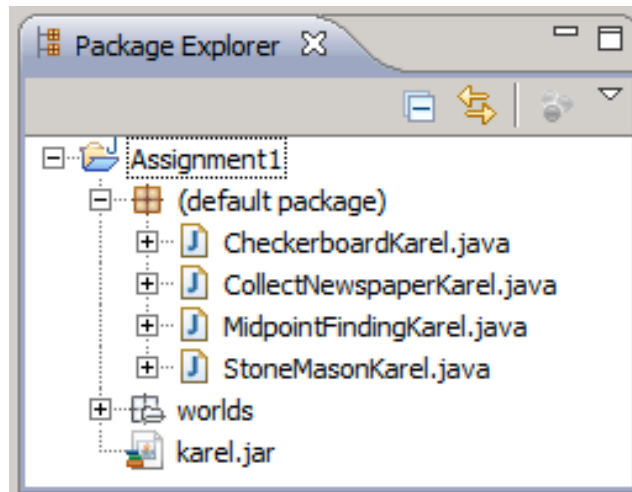 Package Explorer
Assignment1
(default package)
CheckerboardKarel.java
CollectNewspaperKarel.java
MidpointFindingKarel.java
StoneMasonKarel.java
worlds
karel.jar